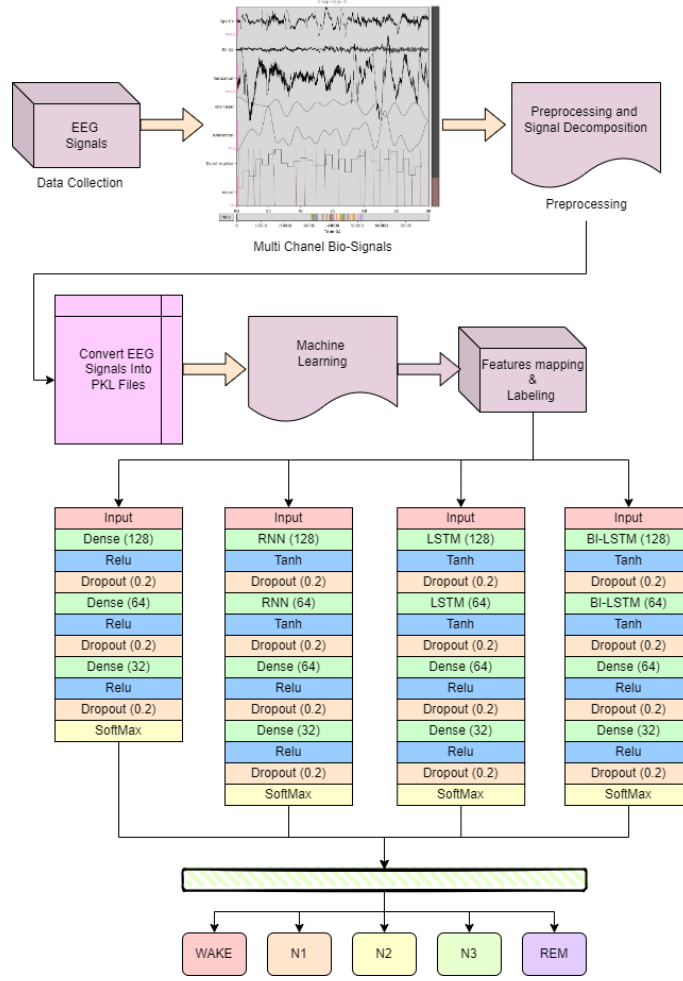 EEG
Signals
Data Collection
horizontal
submental
Event marker
Help
Time (s)
Multi Chanel Bio-Signals
Preprocessing and
Signal Decomposition
Preprocessing
Convert EEG
Signals Into
PKL Files
Machine
Learning
Features mapping
&
Labeling
Input
Dense (128)
Relu
Dropout (0.2)
Dense (64)
Relu
Dropout (0.2)
Dense (32)
Relu
Dropout (0.2)
SoftMax
Input
RNN (128)
Tanh
Dropout (0.2)
RNN (64)
Tanh
Dropout (0.2)
Dense (64)
Relu
Dropout (0.2)
Dense (32)
Relu
Dropout (0.2)
SoftMax
Input
LSTM (128)
Tanh
Dropout (0.2)
LSTM (64)
Tanh
Dropout (0.2)
Dense (64)
Relu
Dropout (0.2)
Dense (32)
Relu
Dropout (0.2)
SoftMax
Input
BI-LSTM (128)
Tanh
Dropout (0.2)
BI-LSTM (64)
Tanh
Dropout (0.2)
Dense (64)
Relu
Dropout (0.2)
Dense (32)
Relu
Dropout (0.2)
SoftMax
WAKE
N1
N2
N3
REM